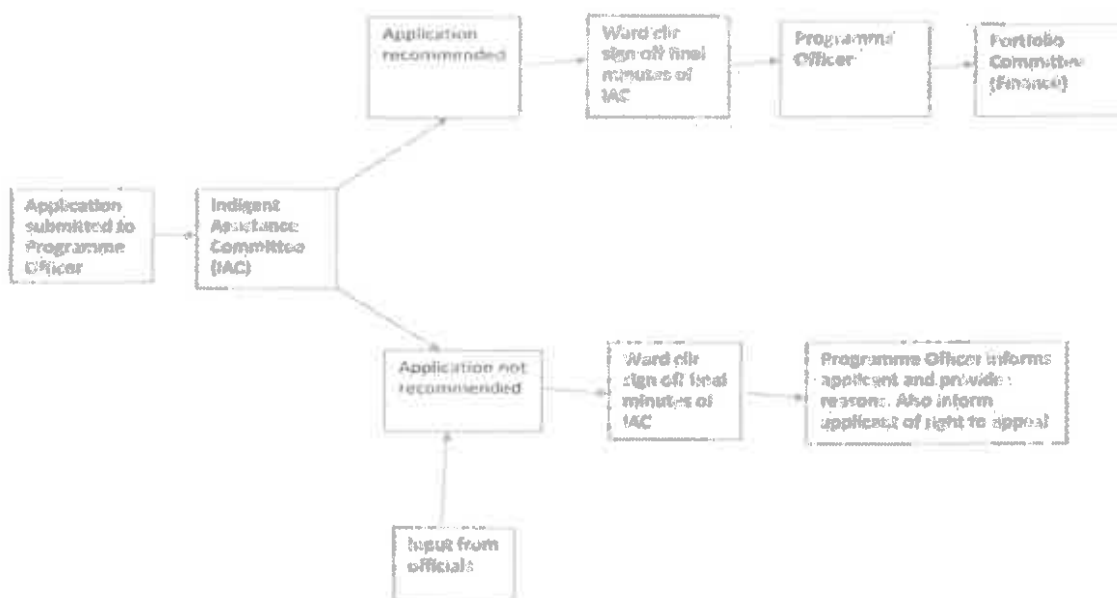 Application
recommended
Ward cllr
sign off final
minutes of
IAC
Programme
Officer
Portfolio
Committee
(Finance)
Application
submitted to
Programme
Officer
Indigent
Assistance
Committee
(IAC)
Application not
recommended
Ward cllr
sign off final
minutes of
IAC
Programme Officer informs
applicant and provides
reasons. Also inform
applicant of right to appeal
Input from
officials